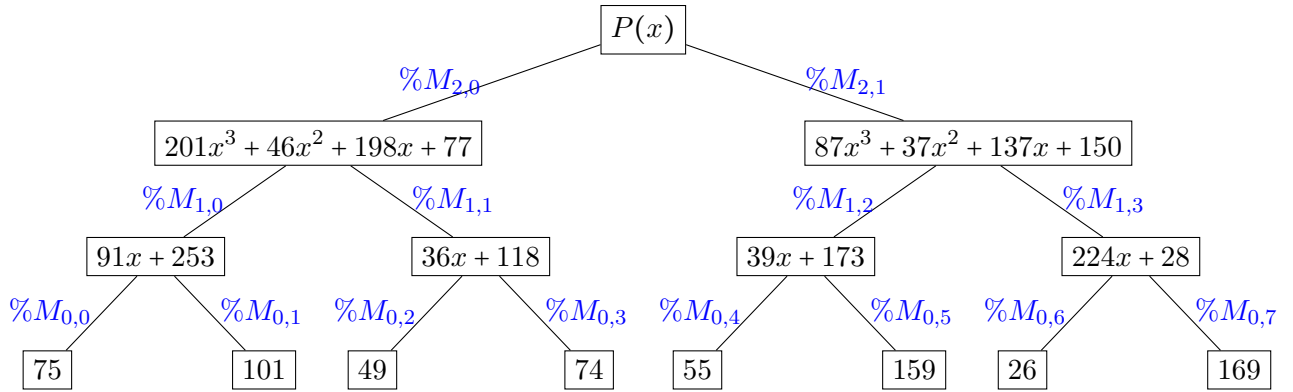 P(x)
%M_{2,0} %M_{2,1}
201x^3 + 46x^2 + 198x + 77 87x^3 + 37x^2 + 137x + 150
%M_{1,0} %M_{1,1} %M_{1,2} %M_{1,3}
91x + 253 36x + 118 39x + 173 224x + 28
%M_{0,0} %M_{0,1} %M_{0,2} %M_{0,3} %M_{0,4} %M_{0,5} %M_{0,6} %M_{0,7}
75 101 49 74 55 159 26 169